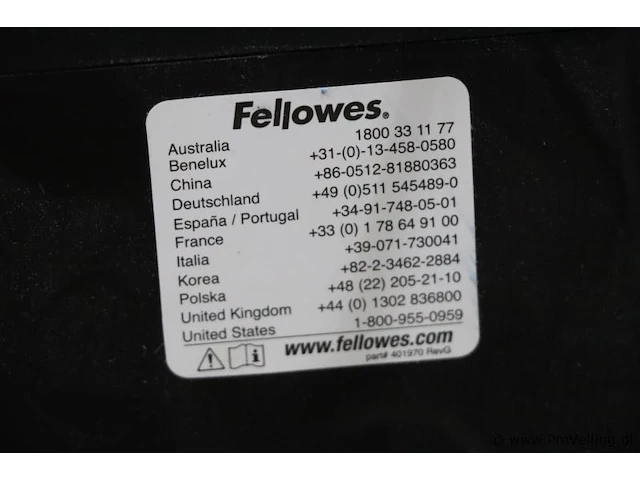 Fellowes®
Australia 1800 33 11 77
Benelux +31-(0)-13-458-0580
China +86-0512-81880363
Deutschland +49 (0)511 545489-0
España / Portugal +34-91-748-05-01
France +33 (0) 1 78 64 91 00
Italia +39-071-730041
Korea +82-2-3462-2884
Polska +48 (22) 205-21-10
United Kingdom +44 (0) 1302 836800
United States 1-800-955-0959
www.fellowes.com
part# 401970 RevG